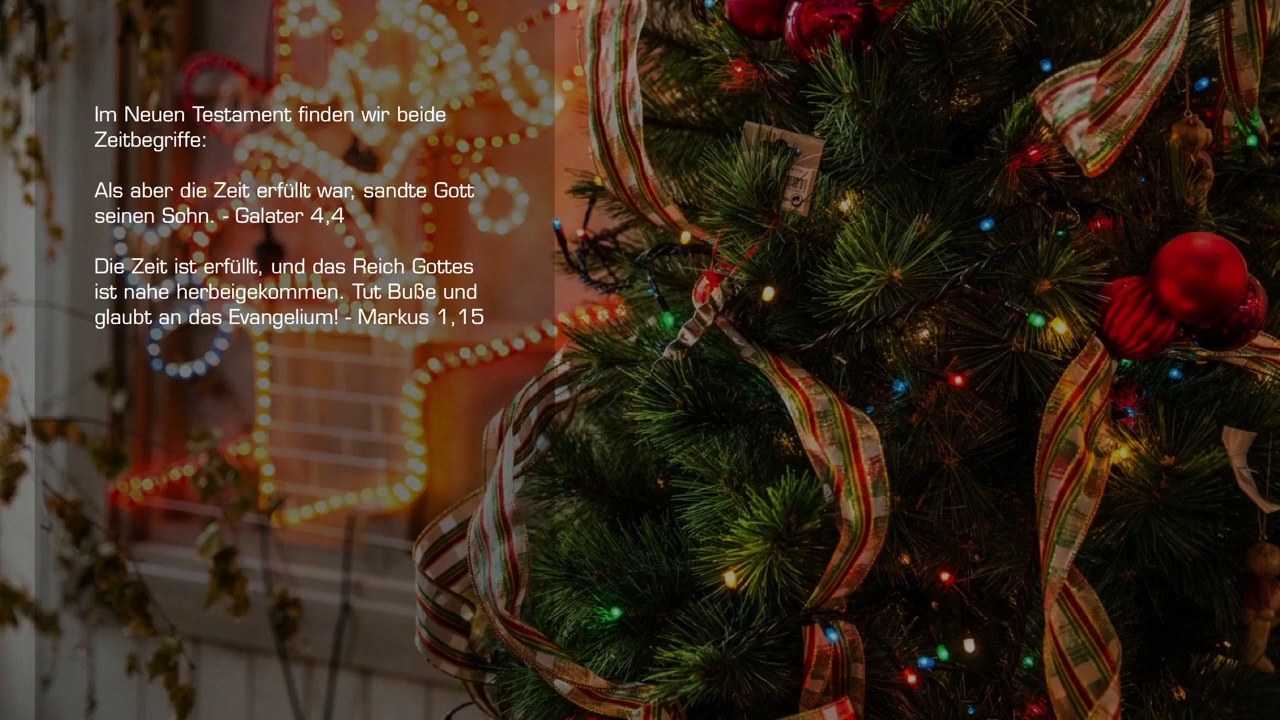 Im Neuen Testament finden wir beide
Zeitbegriffe:
Als aber die Zeit erfüllt war, sandte Gott
seinen Sohn. - Galater 4,4
Die Zeit ist erfüllt, und das Reich Gottes
ist nahe herbeigekommen. Tut Buße und
glaubt an das Evangelium! - Markus 1,15